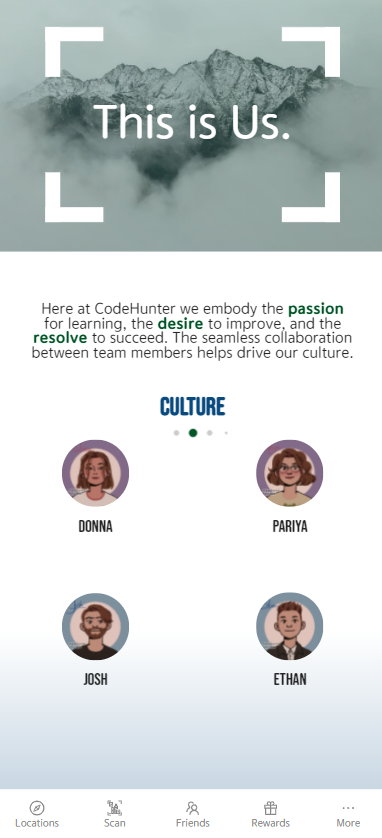 This is Us.
Here at CodeHunter we embody the passion
for learning, the desire to improve, and the
resolve to succeed. The seamless collaboration
between team members helps drive our culture.
CULTURE
DONNA
PARIYA
JOSH
ETHAN
Locations
Scan
Friends
Rewards
More